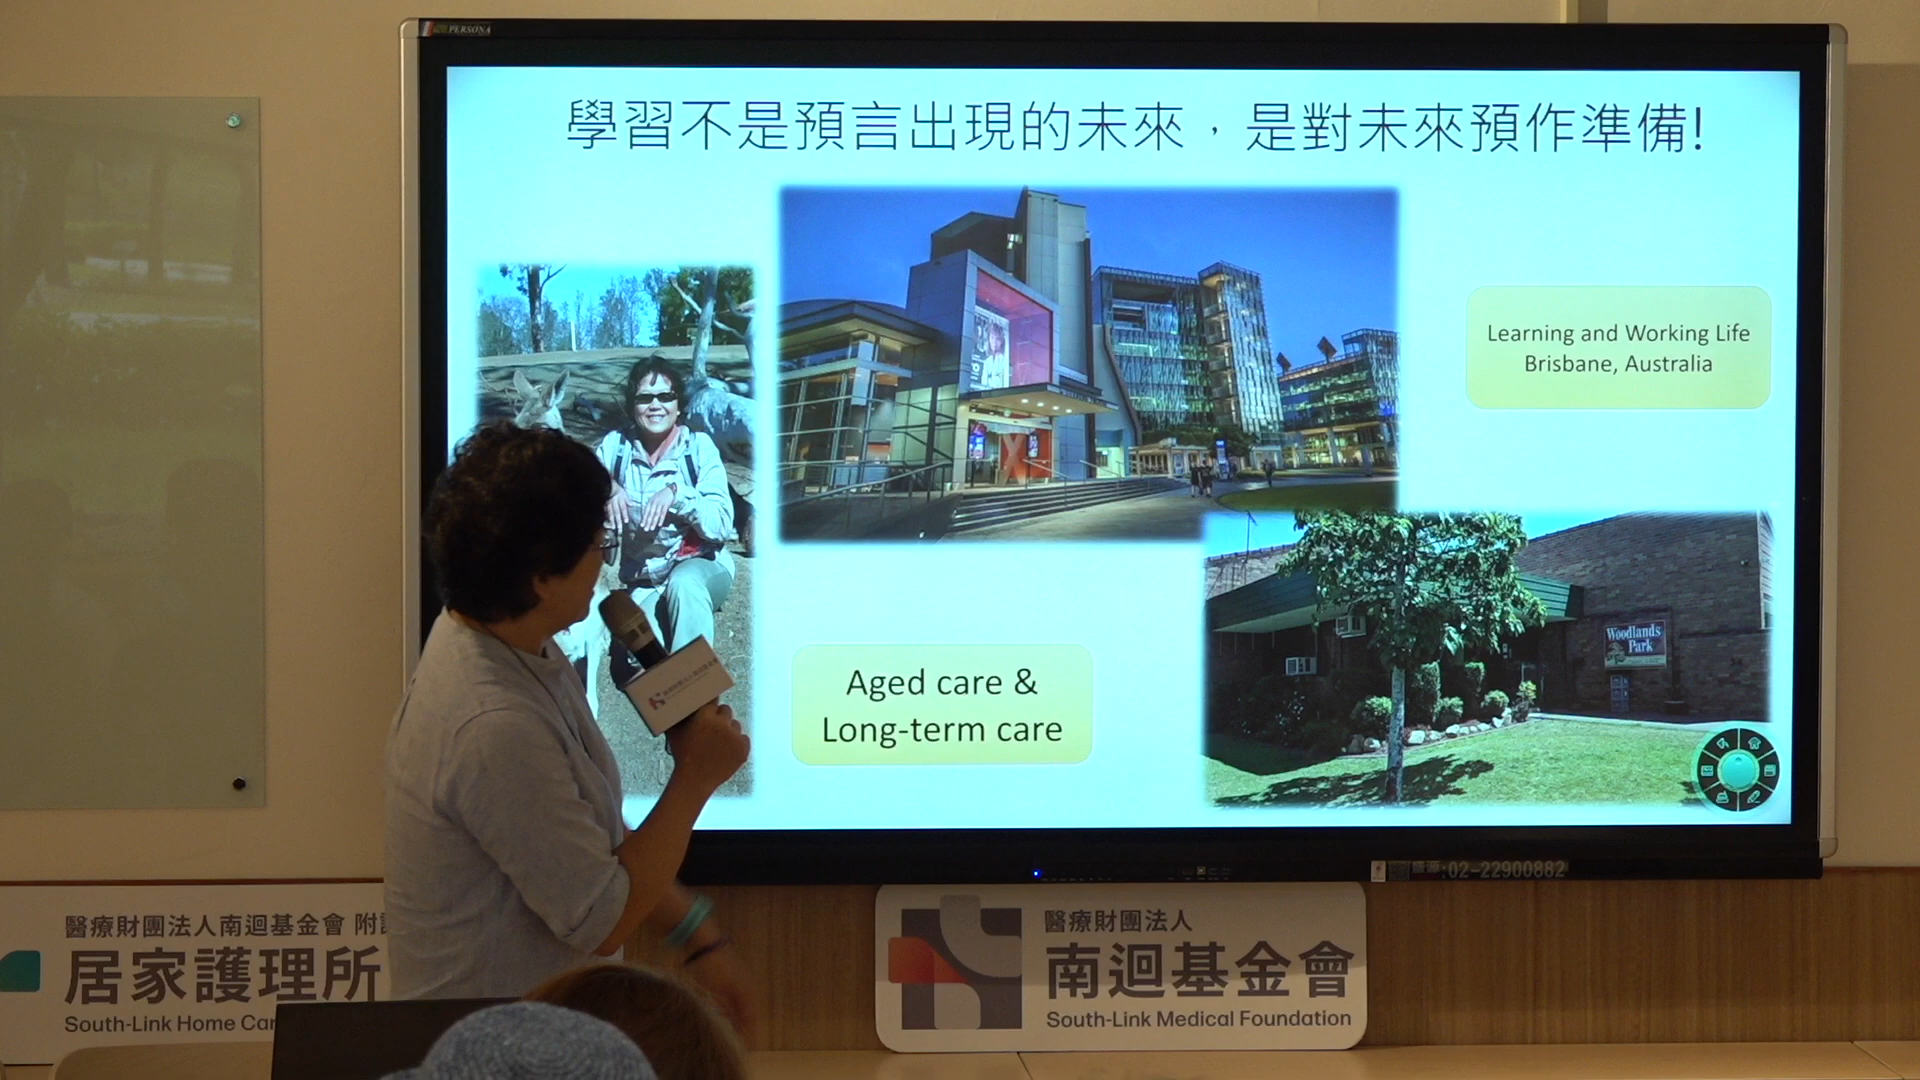 PERSONA
學習不是預言出現的未來，是對未來預作準備!
Learning and Working Life
Brisbane, Australia
Woodlands
Park
Aged care &
Long-term care
:02-22900882
醫療財團法人南迴基金會 附
居家護理所
South-Link Home Car
醫療財團法人
南迴基金會
South-Link Medical Foundation